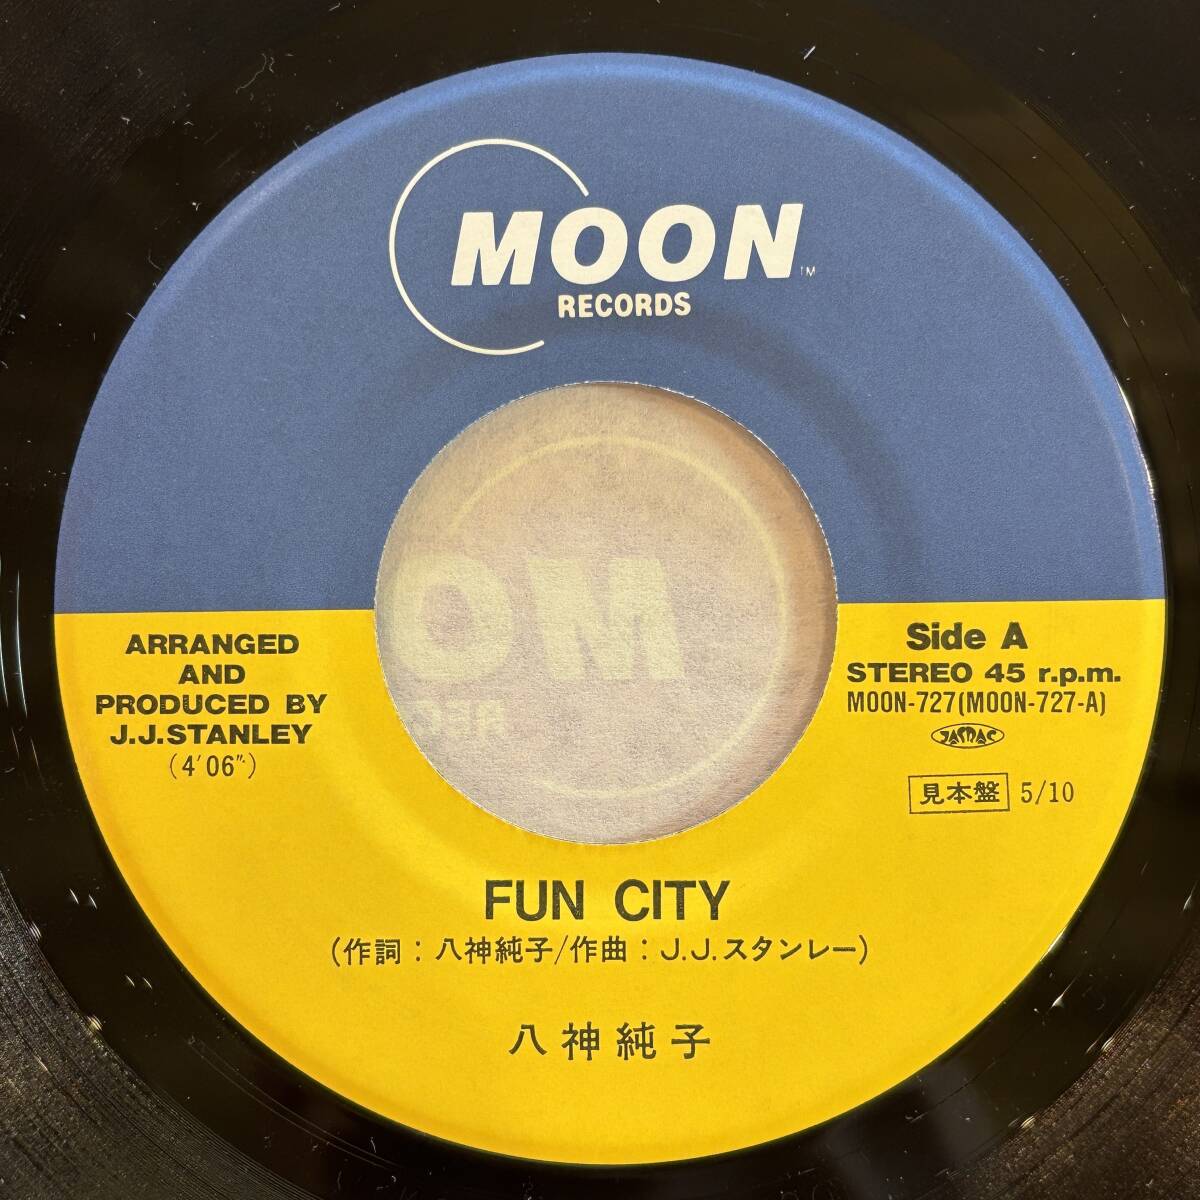 MOON
TM
RECORDS
ARRANGED
AND
PRODUCED BY
J.J.STANLEY
(4'06")
Side A
STEREO 45 r.p.m.
MOON-727(MOON-727-A)
JASRAC
見本盤 5/10
FUN CITY
(作詞:八神純子/作曲:J.J.スタンレー)
八神純子